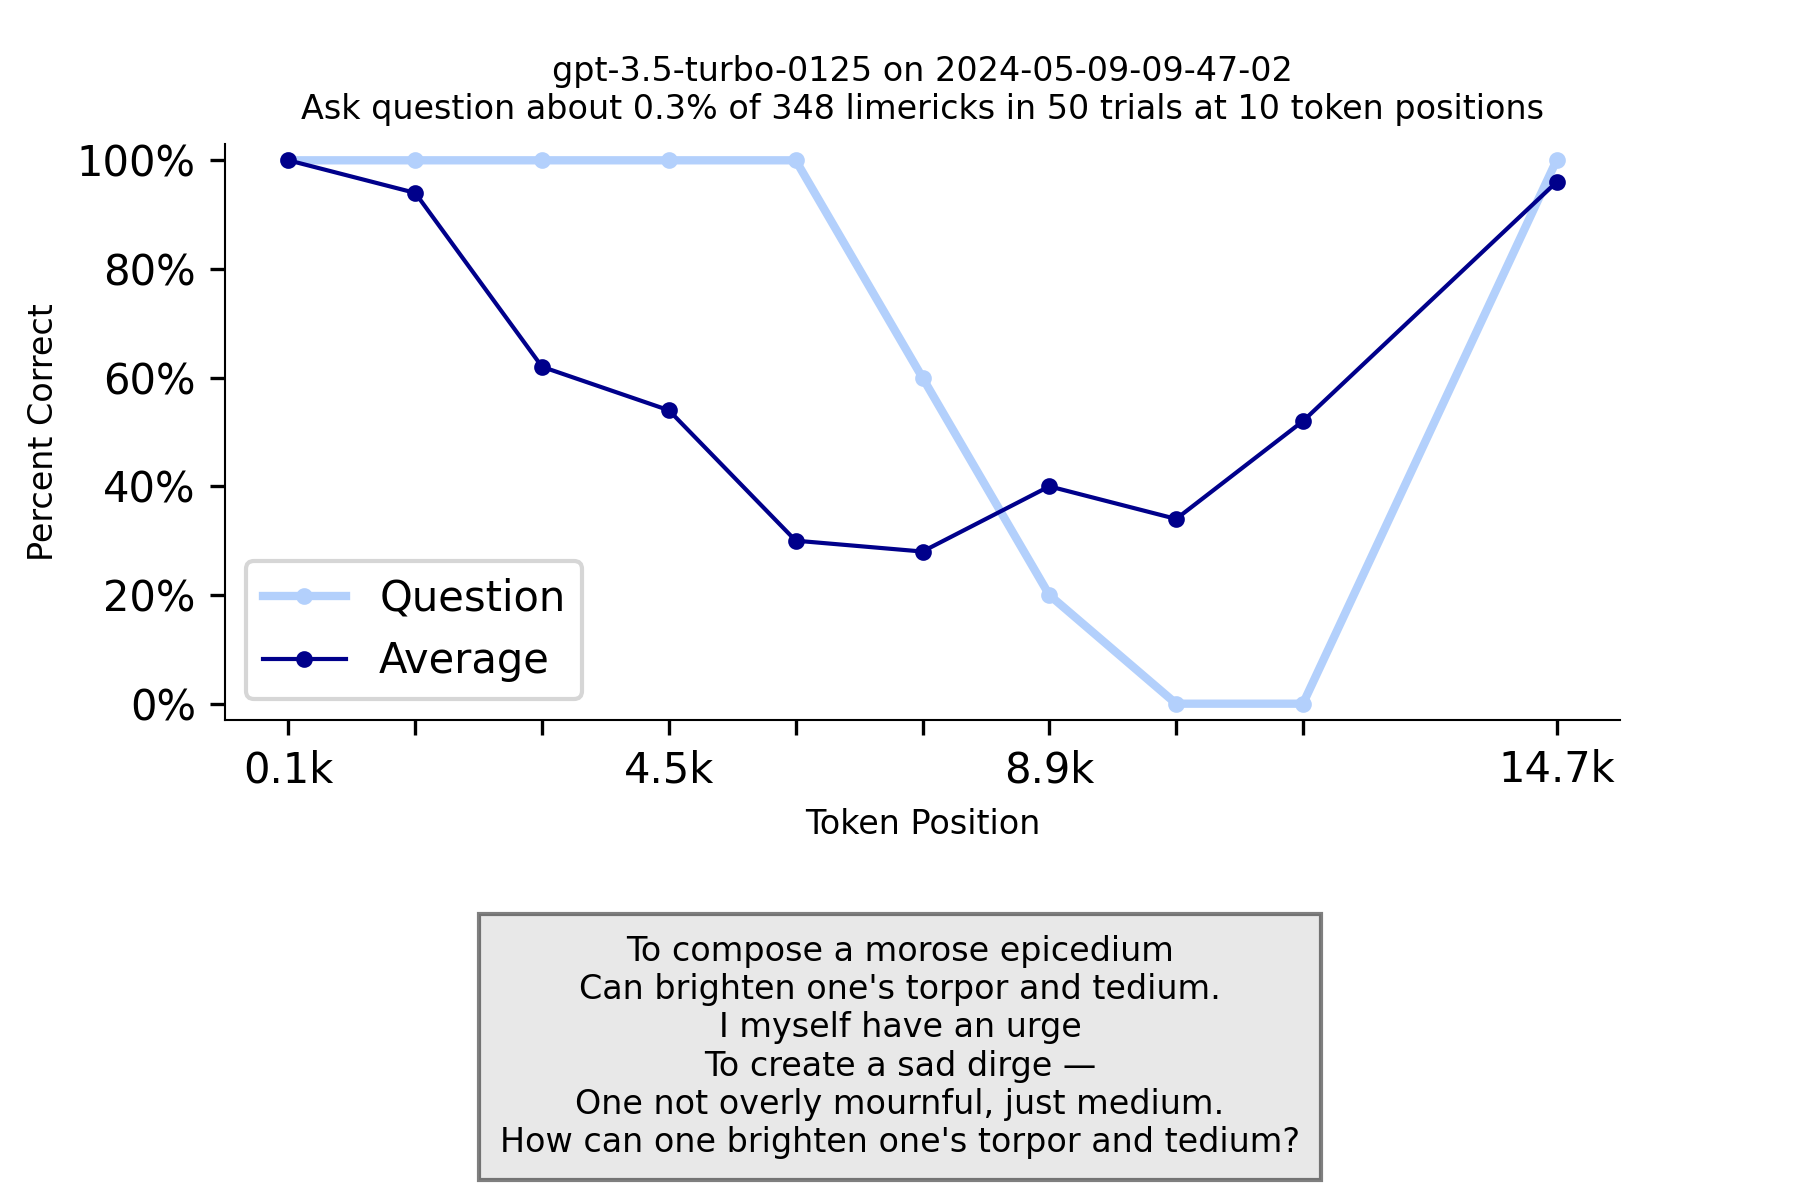 gpt-3.5-turbo-0125 on 2024-05-09-09-47-02
Ask question about 0.3% of 348 limericks in 50 trials at 10 token positions
100%
80%
60%
40%
20%
0%
Percent Correct
Question
Average
0.1k 4.5k 8.9k 14.7k
Token Position
To compose a morose epicedium
Can brighten one's torpor and tedium.
I myself have an urge
To create a sad dirge —
One not overly mournful, just medium.
How can one brighten one's torpor and tedium?